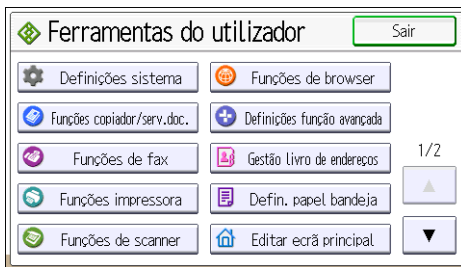 Ferramentas do utilizador
Sair
Definições sistema
Funções de browser
Funções copiador/serv.doc.
Definições função avançada
Funções de fax
Gestão livro de endereços
1/2
Funções impressora
Defin. papel bandeja
Funções de scanner
Editar ecrã principal